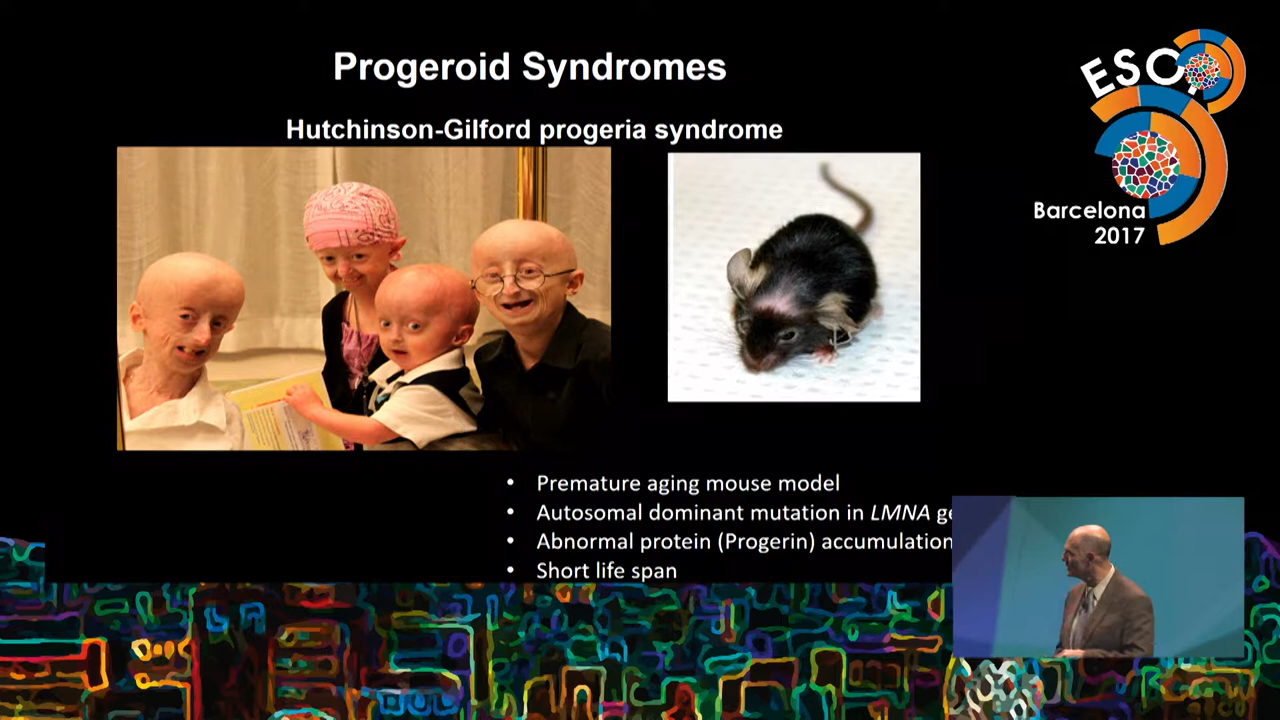 Progeroid Syndromes
Hutchinson-Gilford progeria syndrome
ESC
Barcelona
2017
• Premature aging mouse model
• Autosomal dominant mutation in LMNA
• Abnormal protein (Progerin) accumulation
• Short life span